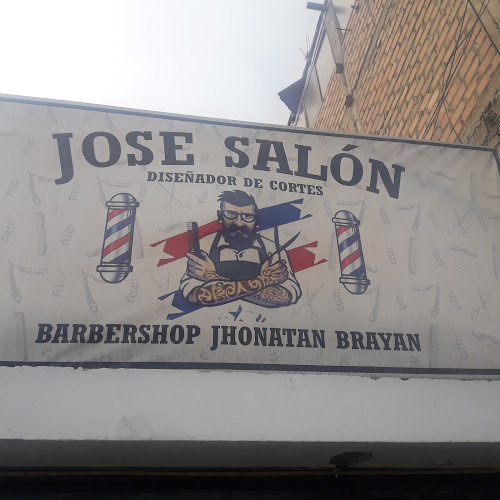 JOSE SALÓN
DISEÑADOR DE CORTES
BARBERSHOP JHONATAN BRAYAN